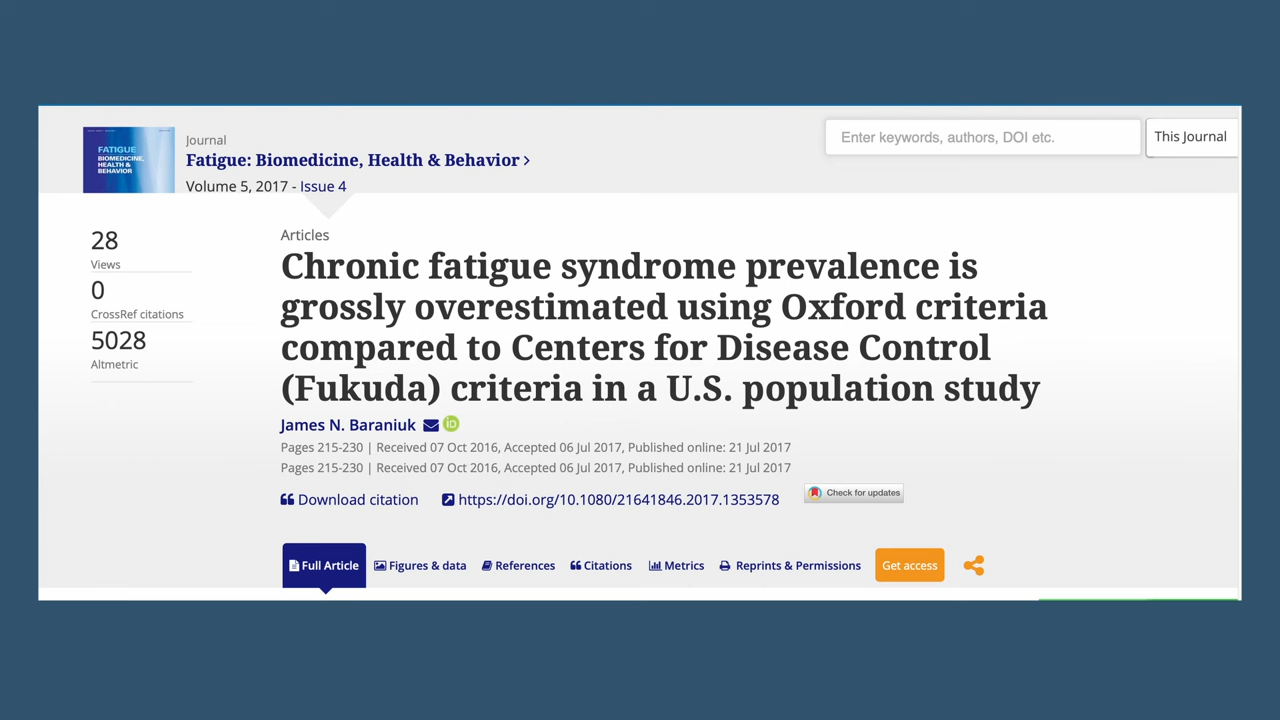 FATIGUE
BIOMEDICINE,
HEALTH &
BEHAVIOR
Journal
Fatigue: Biomedicine, Health & Behavior >
Volume 5, 2017 - Issue 4
Enter keywords, authors, DOI etc.
This Journal
28
Views
0
CrossRef citations
5028
Altmetric
Articles
Chronic fatigue syndrome prevalence is
grossly overestimated using Oxford criteria
compared to Centers for Disease Control
(Fukuda) criteria in a U.S. population study
James N. Baraniuk
iD
Pages 215-230 | Received 07 Oct 2016, Accepted 06 Jul 2017, Published online: 21 Jul 2017
Pages 215-230 | Received 07 Oct 2016, Accepted 06 Jul 2017, Published online: 21 Jul 2017
Download citation https://doi.org/10.1080/21641846.2017.1353578 Check for updates
Full Article Figures & data References Citations Metrics Reprints & Permissions Get access